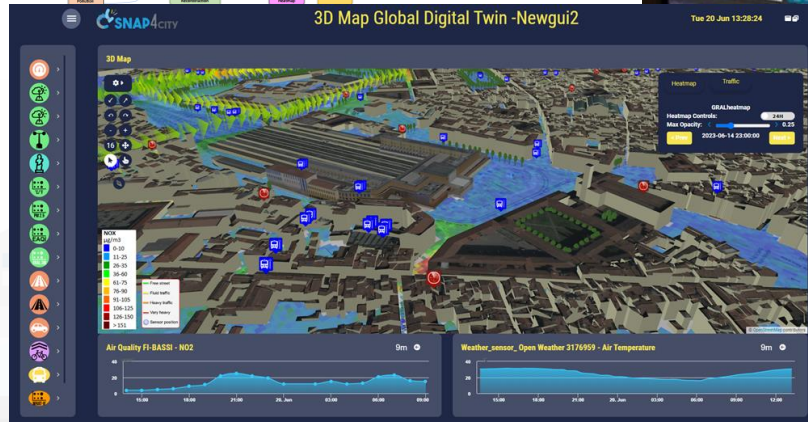 SNAP4CITY
3D Map Global Digital Twin -Newgui2
Tue 20 Jun 13:28:24
3D Map
Heatmap
Traffic
GRALheatmap
Heatmap Controls:
24H
Max Opacity:
0.25
< Prev
2023-06-14 23:00:00
Next >
16
NOX
µg/m3
0-10
11-25
26-35
36-60
61-75
76-90
91-105
106-125
126-150
> 151
Free street
Fluid traffic
Heavy traffic
Very heavy
Sensor position
Air Quality FI-BASSI - NO2
9m
40
20
15:00
18:00
21:00
20. Jun
03:00
06:00
09:00
Weather_sensor_ Open Weather 3176959 - Air Temperature
9m
40
20
15:00
18:00
21:00
20. Jun
03:00
06:00
09:00
12:00